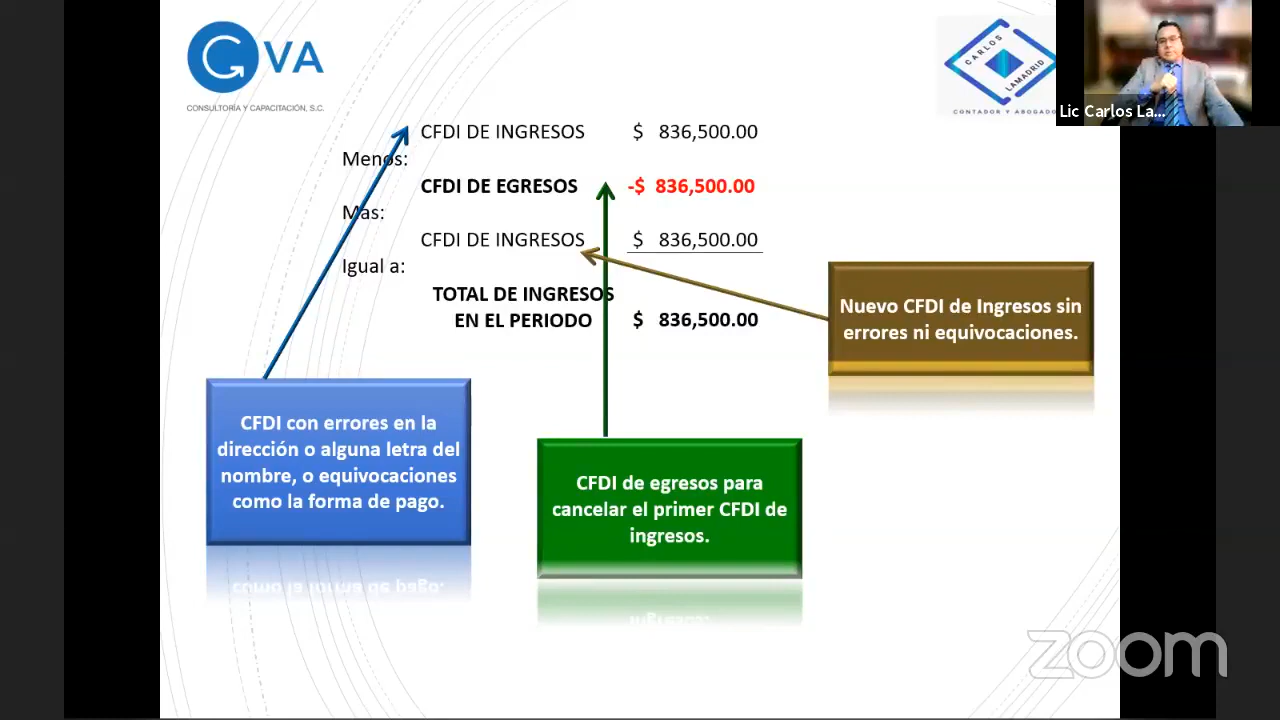 GVA
CONSULTORÍA Y CAPACITACIÓN, S.C.
CARLOS
LAMADRID
CONTADOR Y ABOGADO
Lic Carlos La...
CFDI DE INGRESOS $ 836,500.00
Menos:
CFDI DE EGRESOS -$ 836,500.00
Mas:
CFDI DE INGRESOS $ 836,500.00
Igual a:
TOTAL DE INGRESOS
EN EL PERIODO $ 836,500.00
Nuevo CFDI de Ingresos sin
errores ni equivocaciones.
CFDI con errores en la
dirección o alguna letra del
nombre, o equivocaciones
como la forma de pago.
CFDI de egresos para
cancelar el primer CFDI de
ingresos.
zoom